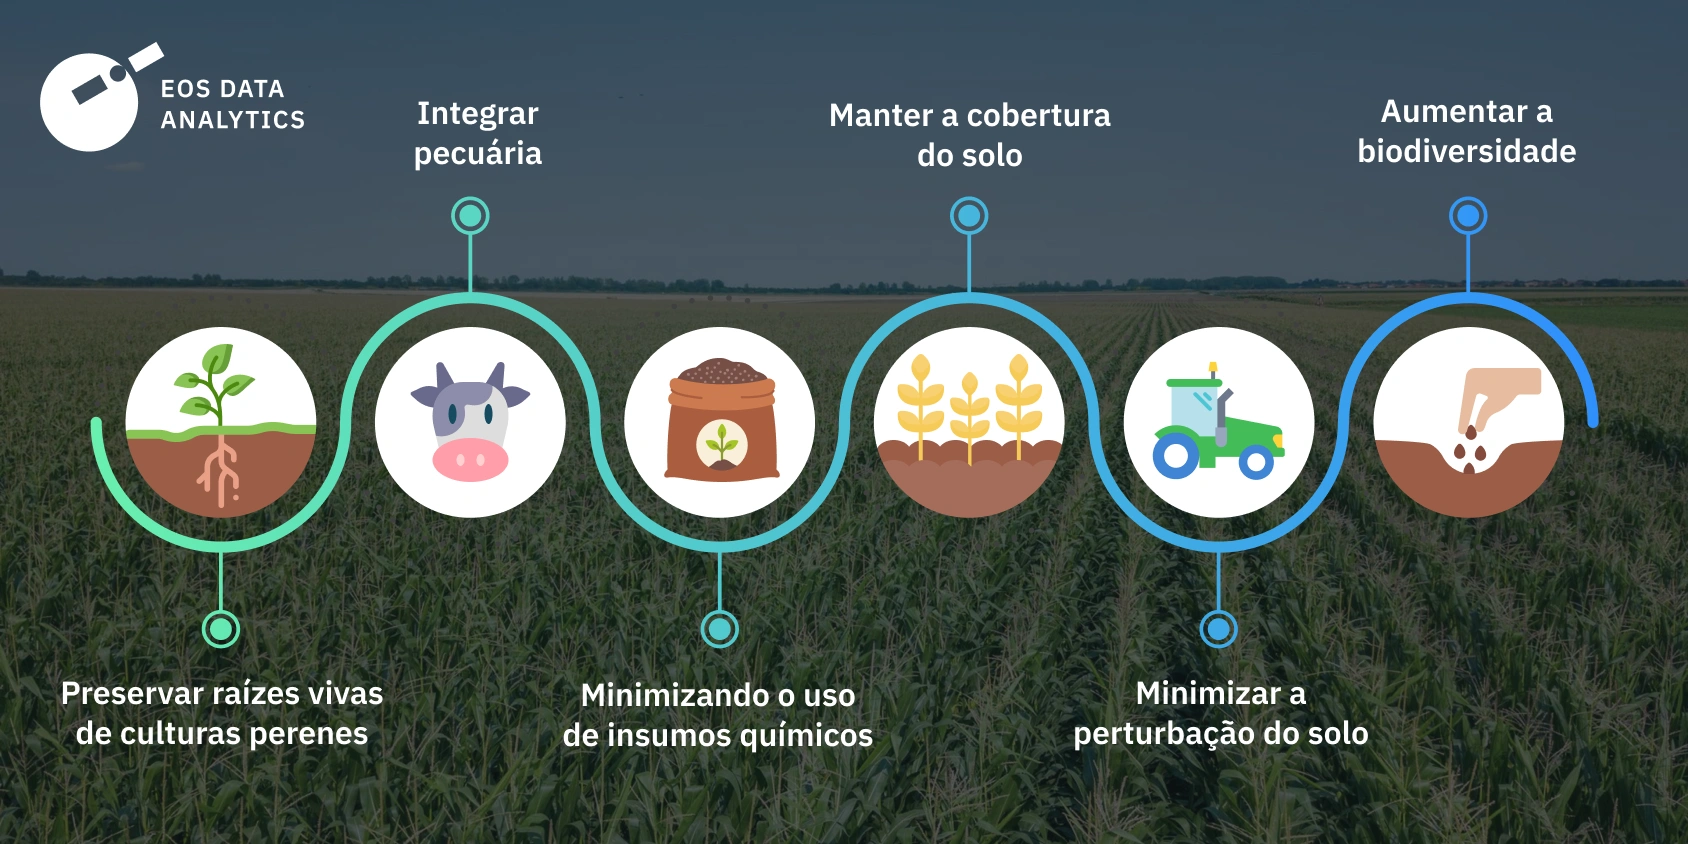 EOS DATA
ANALYTICS
Integrar
pecuária
Manter a cobertura
do solo
Aumentar a
biodiversidade
Preservar raízes vivas
de culturas perenes
Minimizando o uso
de insumos químicos
Minimizar a
perturbação do solo